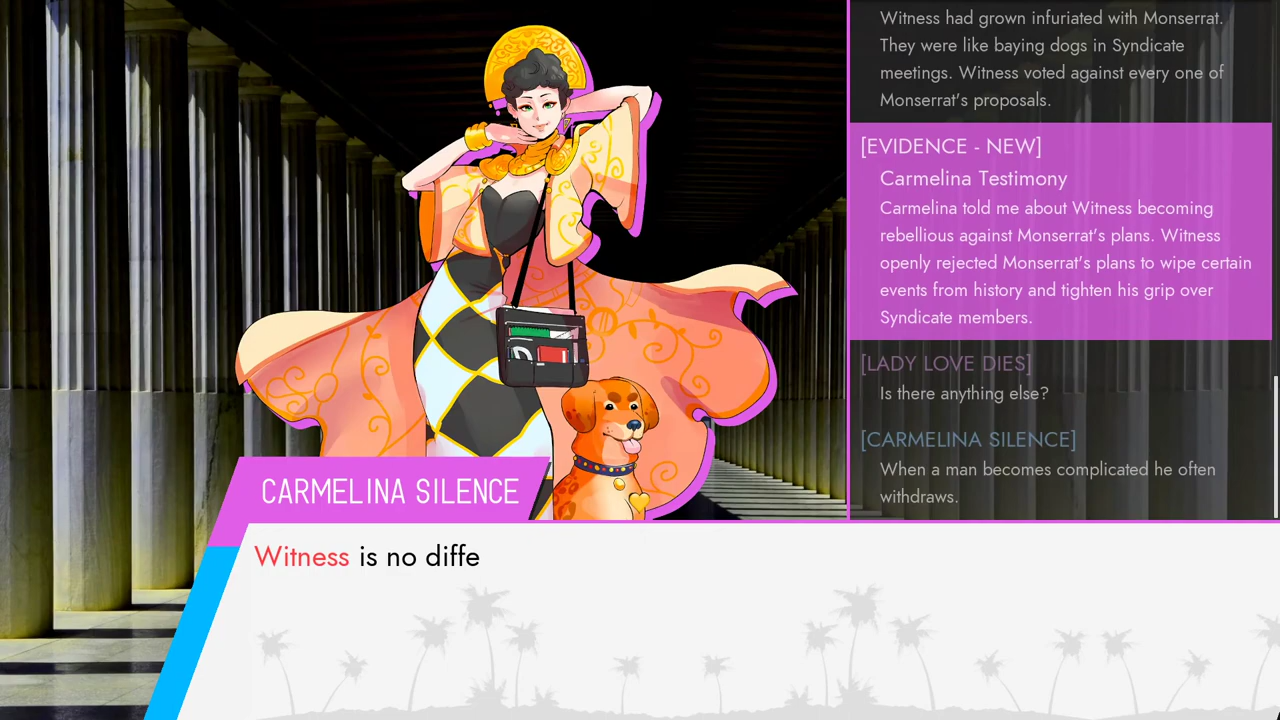 Witness had grown infuriated with Monserrat.
They were like baying dogs in Syndicate
meetings. Witness voted against every one of
Monserrat's proposals.
[EVIDENCE - NEW]
Carmelina Testimony
Carmelina told me about Witness becoming
rebellious against Monserrat's plans. Witness
openly rejected Monserrat's plans to wipe certain
events from history and tighten his grip over
Syndicate members.
[LADY LOVE DIES]
Is there anything else?
[CARMELINA SILENCE]
When a man becomes complicated he often
withdraws.
CARMELINA SILENCE
Witness is no diffe